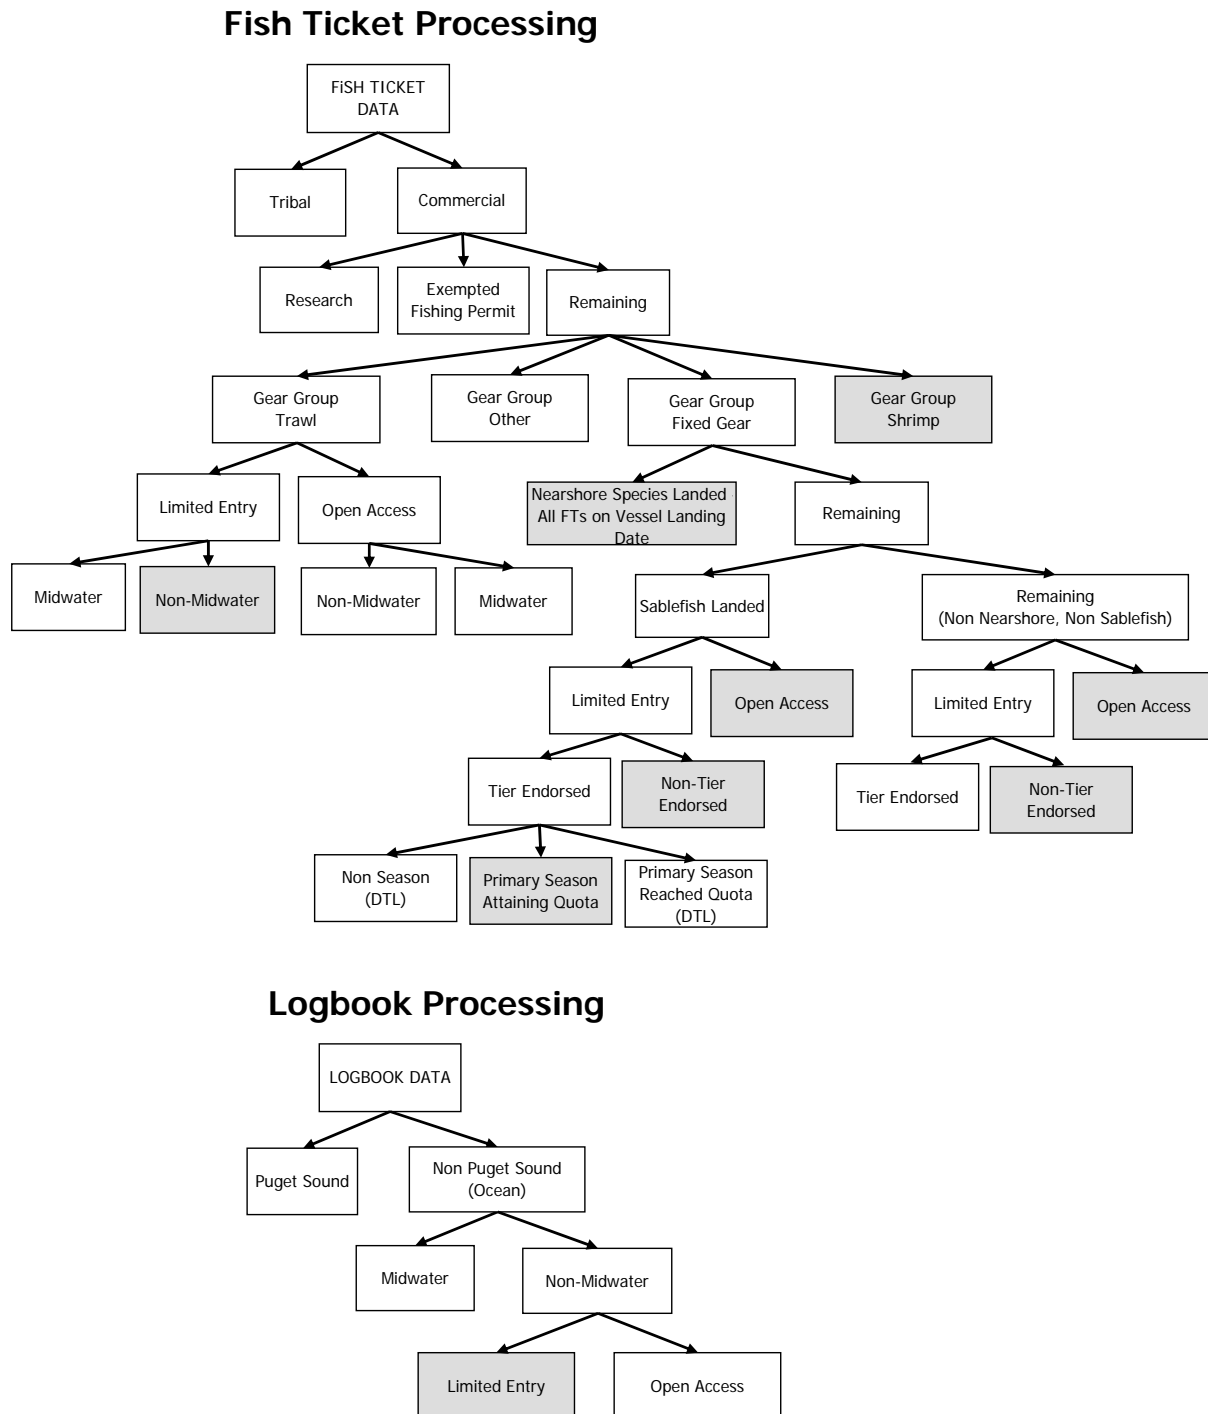 Fish Ticket Processing
FiSH TICKET
DATA
Tribal
Commercial
Research
Exempted
Fishing Permit
Remaining
Gear Group
Trawl
Gear Group
Other
Gear Group
Fixed Gear
Gear Group
Shrimp
Limited Entry
Open Access
Nearshore Species Landed
All FTs on Vessel Landing
Date
Remaining
Midwater
Non-Midwater
Non-Midwater
Midwater
Sablefish Landed
Remaining
(Non Nearshore, Non Sablefish)
Limited Entry
Open Access
Limited Entry
Open Access
Tier Endorsed
Non-Tier
Endorsed
Tier Endorsed
Non-Tier
Endorsed
Non Season
(DTL)
Primary Season
Attaining Quota
Primary Season
Reached Quota
(DTL)
Logbook Processing
LOGBOOK DATA
Puget Sound
Non Puget Sound
(Ocean)
Midwater
Non-Midwater
Limited Entry
Open Access